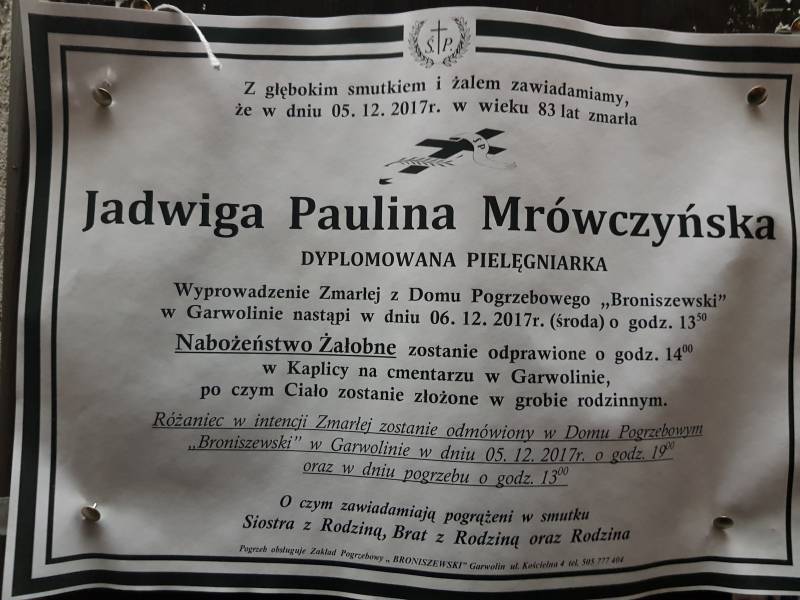 Ś. P.
Z głębokim smutkiem i żalem zawiadamiamy,
że w dniu 05. 12. 2017r. w wieku 83 lat zmarła
Ś P
Jadwiga Paulina Mrówczyńska
DYPLOMOWANA PIELĘGNIARKA
Wyprowadzenie Zmarłej z Domu Pogrzebowego „Broniszewski”
w Garwolinie nastąpi w dniu 06. 12. 2017r. (środa) o godz. 13⁵⁰
Nabożeństwo Żałobne zostanie odprawione o godz. 14⁰⁰
w Kaplicy na cmentarzu w Garwolinie,
po czym Ciało zostanie złożone w grobie rodzinnym.
Różaniec w intencji Zmarłej zostanie odmówiony w Domu Pogrzebowym
„Broniszewski” w Garwolinie w dniu 05. 12. 2017r. o godz. 19⁰⁰
oraz w dniu pogrzebu o godz. 13⁰⁰
O czym zawiadamiają pogrążeni w smutku
Siostra z Rodziną, Brat z Rodziną oraz Rodzina
Pogrzeb obsługuje Zakład Pogrzebowy „ BRONISZEWSKI” Garwolin ul. Kościelna 4 tel. 505 777 404